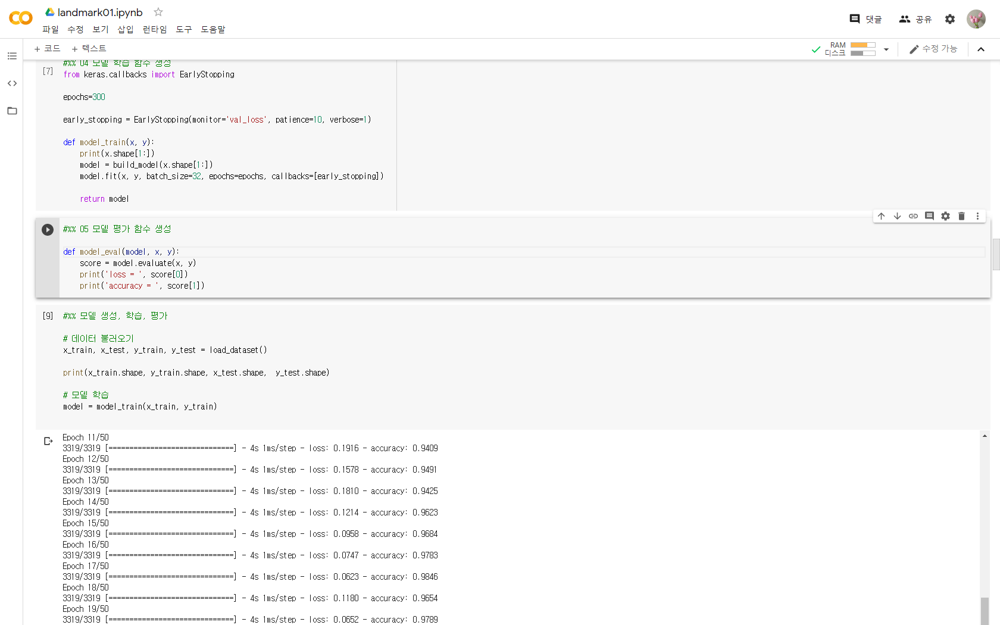 landmark01.ipynb
파일 수정 보기 삽입 런타임 도구 도움말
댓글 공유
+ 코드 + 텍스트
RAM
디스크
수정 가능
#%% 04 모델 학습 함수 생성
[7]
from keras.callbacks import EarlyStopping
epochs=300
early_stopping = EarlyStopping(monitor='val_loss', patience=10, verbose=1)
def model_train(x, y):
print(x.shape[1:])
model = build_model(x.shape[1:])
model.fit(x, y, batch_size=32, epochs=epochs, callbacks=[early_stopping])
return model
#%% 05 모델 평가 함수 생성
def model_eval(model, x, y):
score = model.evaluate(x, y)
print('loss = ', score[0])
print('accuracy = ', score[1])
[9] #%% 모델 생성, 학습, 평가
# 데이터 불러오기
x_train, x_test, y_train, y_test = load_dataset()
print(x_train.shape, y_train.shape, x_test.shape,  y_test.shape)
# 모델 학습
model = model_train(x_train, y_train)
Epoch 11/50
3319/3319 [==============================] - 4s 1ms/step - loss: 0.1916 - accuracy: 0.9409
Epoch 12/50
3319/3319 [==============================] - 4s 1ms/step - loss: 0.1578 - accuracy: 0.9491
Epoch 13/50
3319/3319 [==============================] - 4s 1ms/step - loss: 0.1810 - accuracy: 0.9425
Epoch 14/50
3319/3319 [==============================] - 4s 1ms/step - loss: 0.1214 - accuracy: 0.9623
Epoch 15/50
3319/3319 [==============================] - 4s 1ms/step - loss: 0.0958 - accuracy: 0.9684
Epoch 16/50
3319/3319 [==============================] - 4s 1ms/step - loss: 0.0747 - accuracy: 0.9783
Epoch 17/50
3319/3319 [==============================] - 4s 1ms/step - loss: 0.0623 - accuracy: 0.9846
Epoch 18/50
3319/3319 [==============================] - 4s 1ms/step - loss: 0.1180 - accuracy: 0.9654
Epoch 19/50
3319/3319 [==============================] - 4s 1ms/step - loss: 0.0652 - accuracy: 0.9789